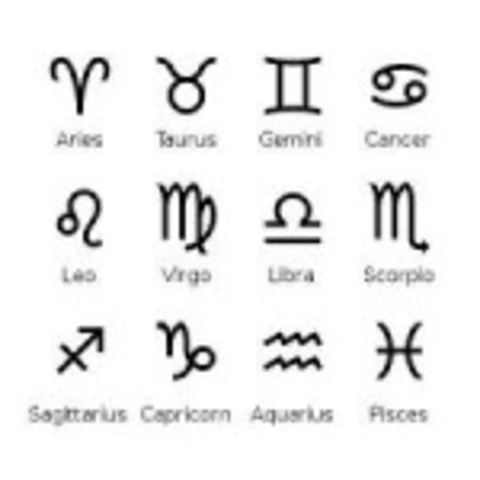 Aries Taurus Gemini Cancer
Leo Virgo Libra Scorpio
Sagittarius Capricorn Aquarius Pisces